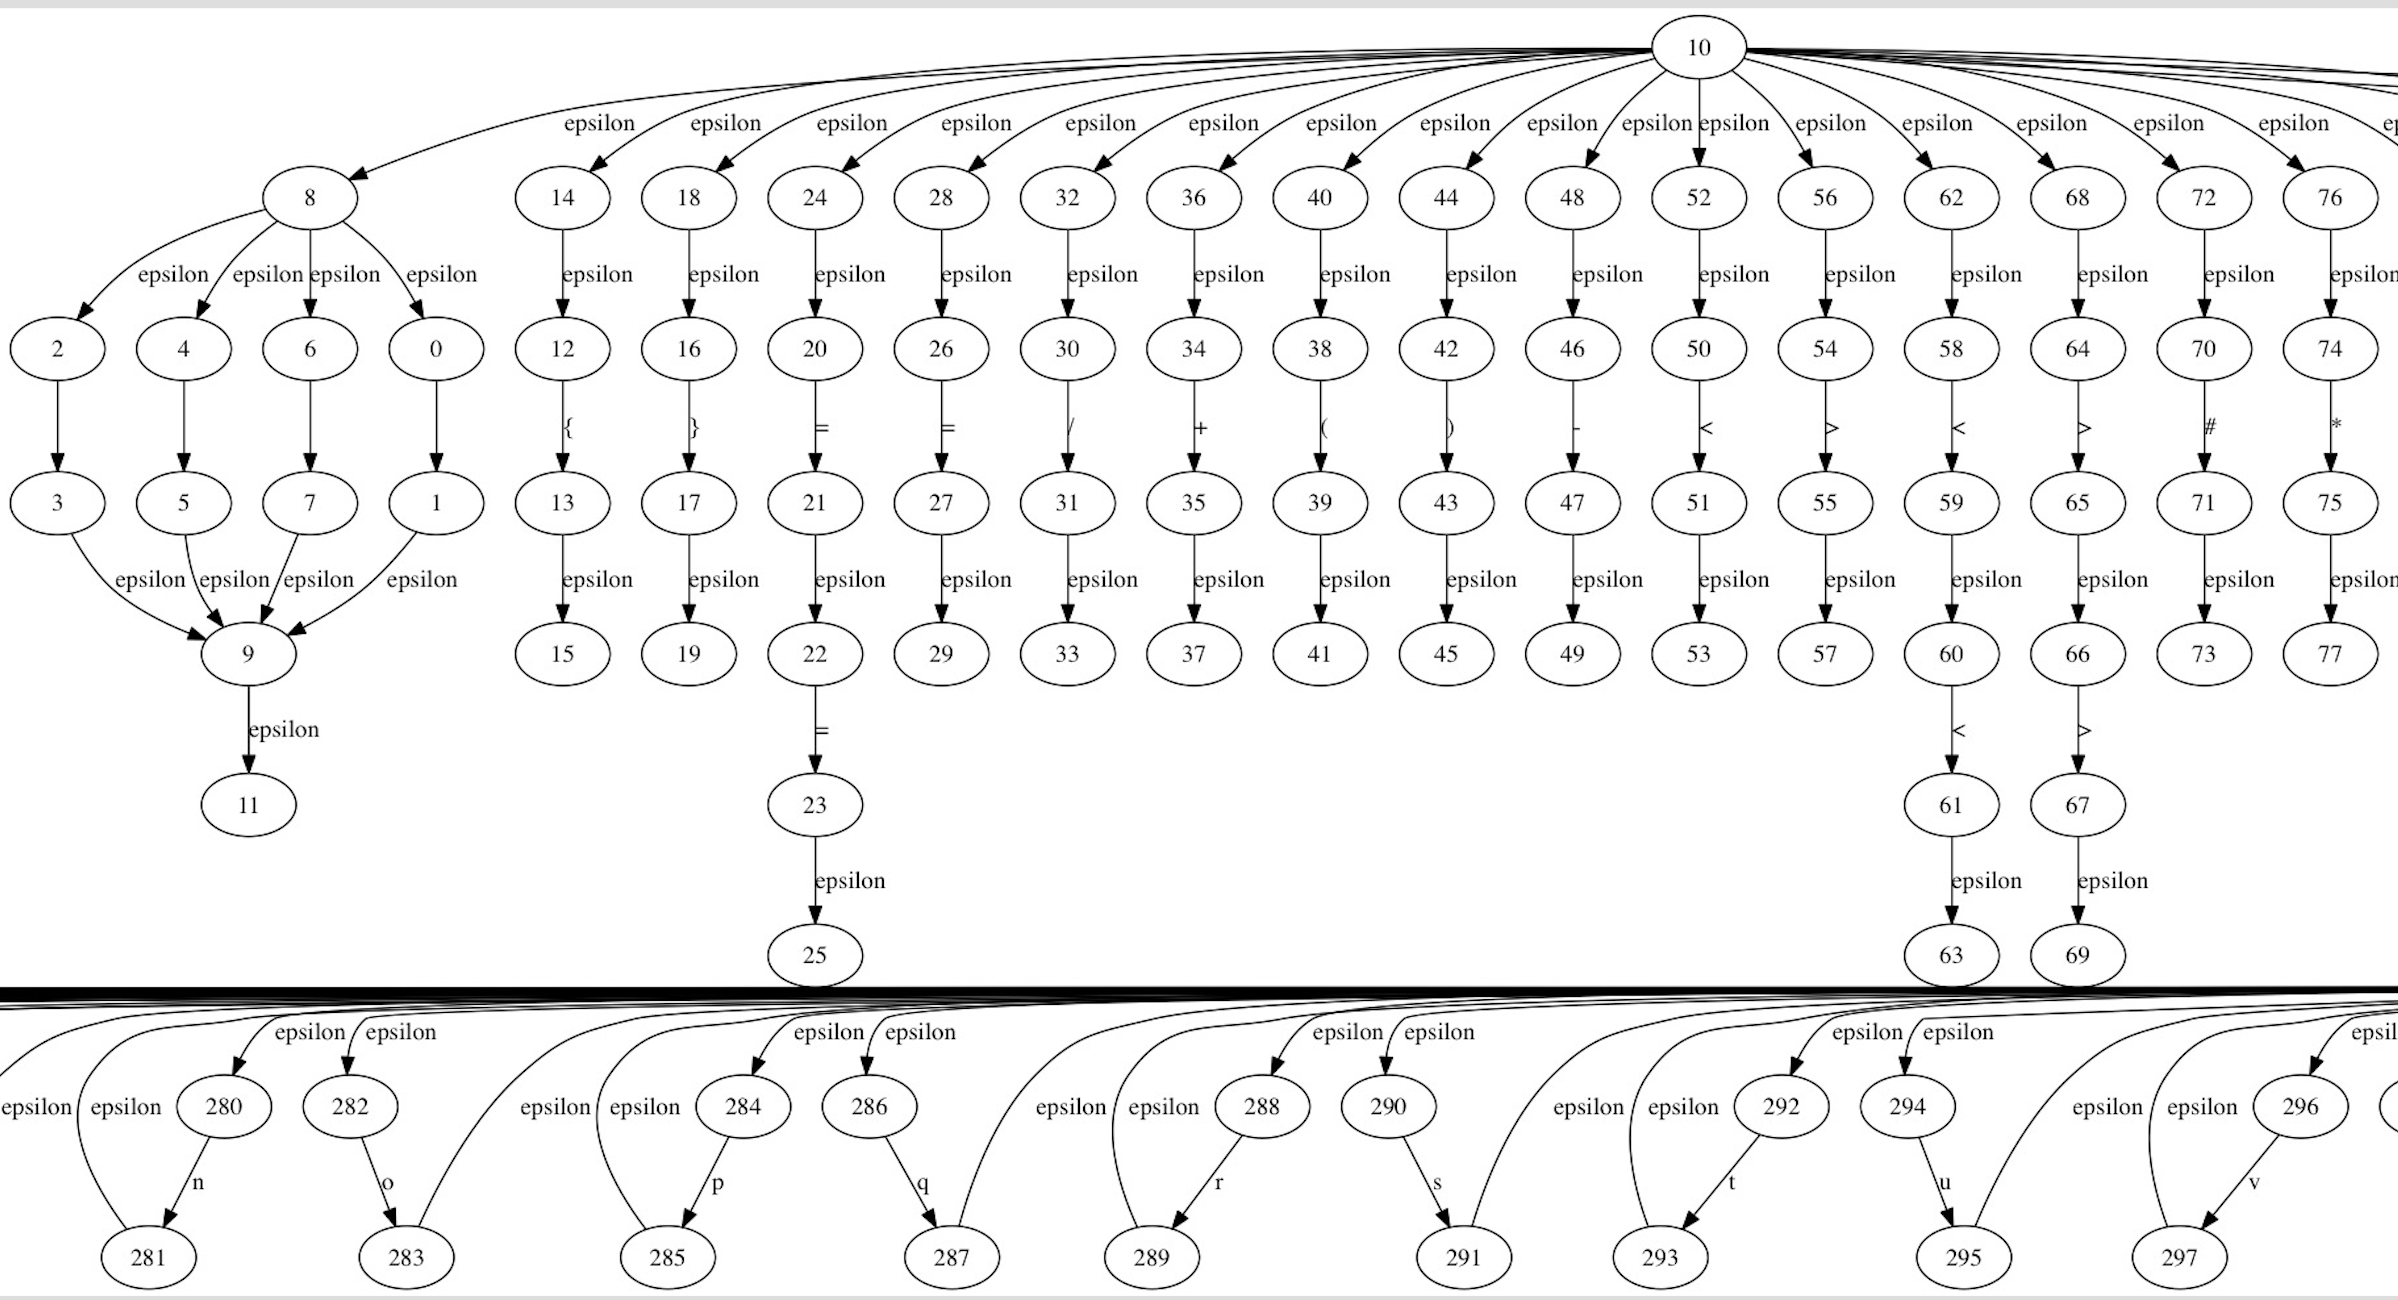 10
epsilon epsilon epsilon epsilon epsilon epsilon epsilon epsilon epsilon epsilon epsilon epsilon epsilon epsilon epsilon
8 14 18 24 28 32 36 40 44 48 52 56 62 68 72 76
epsilon epsilon epsilon epsilon epsilon epsilon epsilon epsilon epsilon epsilon epsilon epsilon epsilon epsilon epsilon epsilon epsilon epsilon epsilon
2 4 6 0 12 16 20 26 30 34 38 42 46 50 54 58 64 70 74
{ } = = / + ( ) - < > < > # *
3 5 7 1 13 17 21 27 31 35 39 43 47 51 55 59 65 71 75
epsilon epsilon epsilon epsilon epsilon epsilon epsilon epsilon epsilon epsilon epsilon epsilon epsilon epsilon epsilon epsilon epsilon epsilon epsilon
9 15 19 22 29 33 37 41 45 49 53 57 60 66 73 77
epsilon = < >
11 23 61 67
epsilon epsilon epsilon
25 63 69
epsilon epsilon epsilon epsilon epsilon epsilon epsilon epsilon
epsilon epsilon 280 282 epsilon epsilon 284 286 epsilon epsilon 288 290 epsilon epsilon 292 294 epsilon epsilon 296
n o p q r s t u v
281 283 285 287 289 291 293 295 297